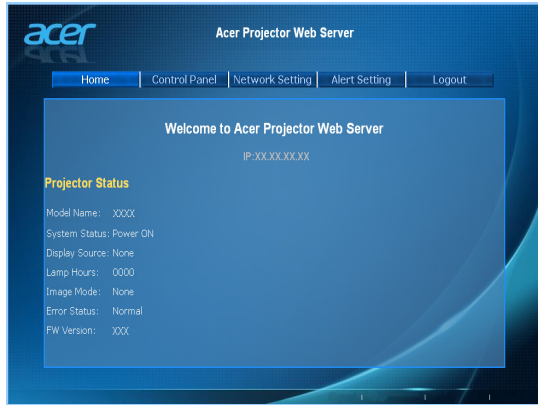 acer
Acer Projector Web Server
Home Control Panel Network Setting Alert Setting Logout
Welcome to Acer Projector Web Server
IP:XX.XX.XX.XX
Projector Status
Model Name: XXXX
System Status: Power ON
Display Source: None
Lamp Hours: 0000
Image Mode: None
Error Status: Normal
FW Version: XXX